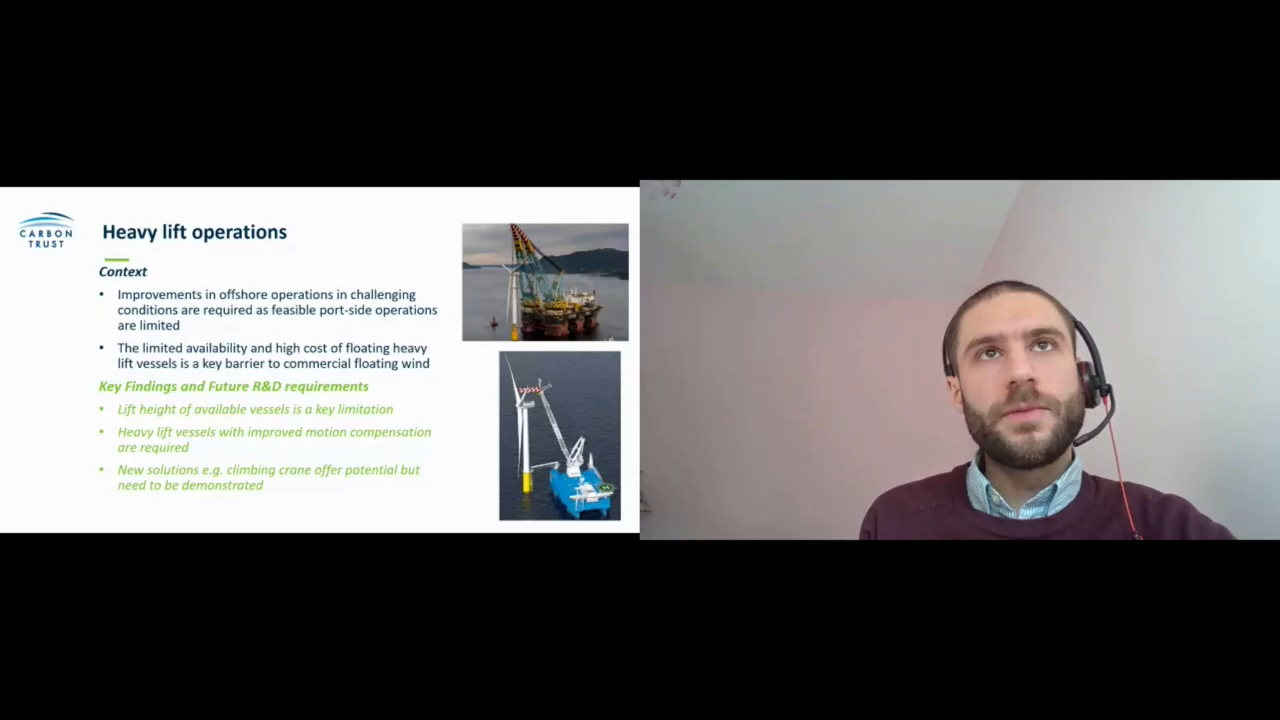 CARBON
TRUST
Heavy lift operations
Context
• Improvements in offshore operations in challenging
conditions are required as feasible port-side operations
are limited
• The limited availability and high cost of floating heavy
lift vessels is a key barrier to commercial floating wind
Key Findings and Future R&D requirements
• Lift height of available vessels is a key limitation
• Heavy lift vessels with improved motion compensation
are required
• New solutions e.g. climbing crane offer potential but
need to be demonstrated